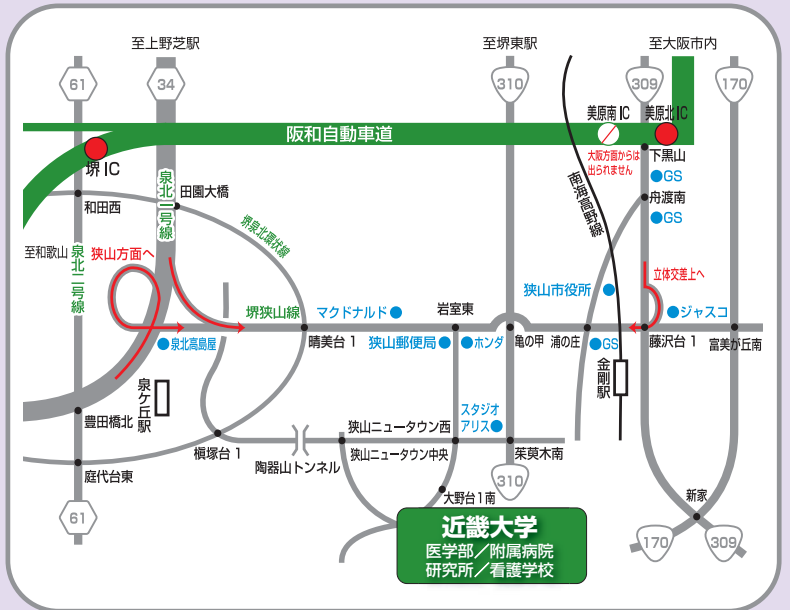 至上野芝駅
至堺東駅
至大阪市内
61
34
310
309
170
美原南IC
美原北IC
阪和自動車道
大阪方面からは
出られません
下黒山
GS
堺IC
泉北一号線
田園大橋
南海高野線
舟渡南
GS
和田西
堺泉北環状線
至和歌山
泉北二号線
狭山方面へ
立体交差上へ
狭山市役所
堺狭山線
マクドナルド
岩室東
ジャスコ
泉北高島屋
晴美台1
狭山郵便局
ホンダ
亀の甲
浦の庄
GS
藤沢台1
富美が丘南
金剛駅
泉ケ丘駅
豊田橋北
スタジオ
アリス
狭山ニュータウン西
槇塚台1
狭山ニュータウン中央
茱萸木南
陶器山トンネル
庭代台東
310
大野台1南
新家
61
近畿大学
医学部／附属病院
研究所／看護学校
170
309